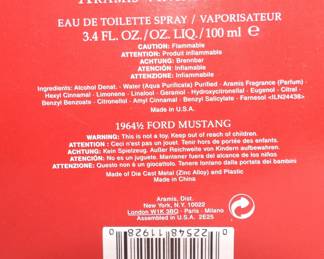 EAU DE TOILETTE SPRAY / VAPORISATEUR
3.4 FL. OZ./OZ. LIQ./100 ml ℮
CAUTION: Flammable
ATTENTION: Produit inflammable
ACHTUNG: Brennbar
ATENCIÓN: Inflamable
ATTENZIONE: Infiammabile
Ingredients: Alcohol Denat. - Water (Aqua Purificata) Purified - Aramis Fragrance (Parfum) -
Hexyl Cinnamal - Limonene - Linalool - Geraniol - Hydroxycitronellal - Eugenol - Citral -
Benzyl Benzoate - Citronellol - Amyl Cinnamal - Benzyl Salicylate - Farnesol <ILN24436>
Made in U.S.A.
1964½ FORD MUSTANG
WARNING: This is not a toy. Keep out of reach of children.
ATTENTION : Ceci n'est pas un jouet. Tenir hors de portée des enfants.
ACHTUNG: Kein Spielzeug. Außer Reichweite von Kindern aufbewahren.
ATENCIÓN: No es un juguete. Mantener fuera del alcance de los niños
ATTENZIONE: Questo non è un giocattolo. Tenere lontano dalla portata dei bambini
Made of Die Cast Metal (Zinc Alloy) and Plastic
Made in China
Aramis, Dist.
New York, N.Y. 10022
London W1K 3BQ · Paris · Milano
Assembled in U.S.A. 2E25
0 22548 11928 0